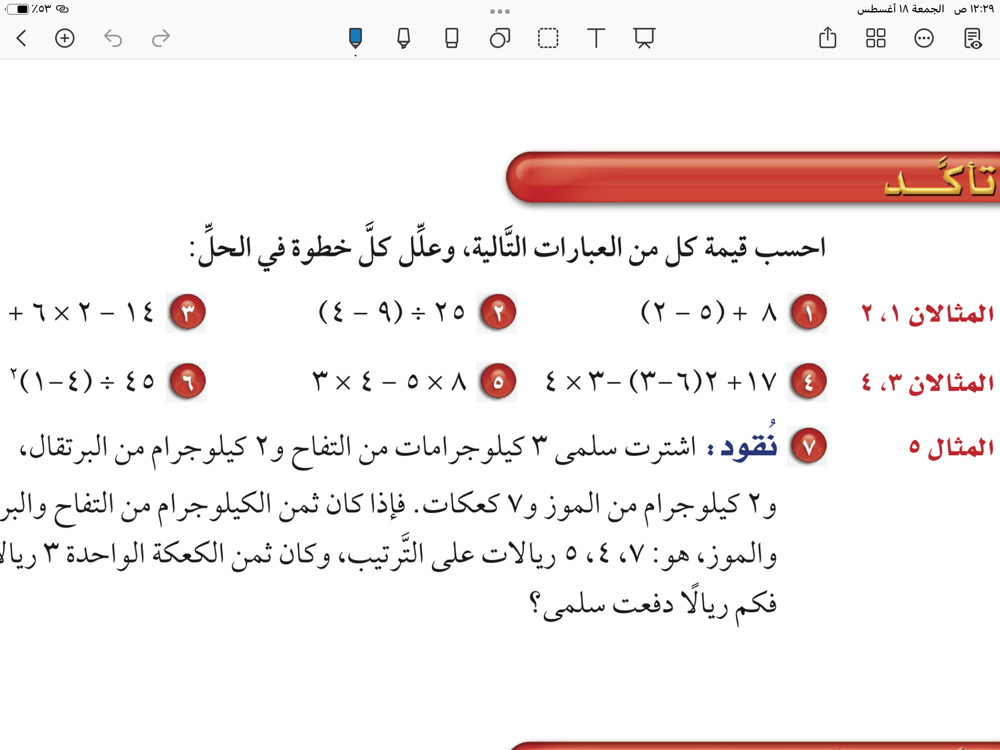 ١٢:٢٩ ص الجمعة ١٨ أغسطس
٥٣٪
تأكَّــد
احسب قيمة كل من العبارات التَّالية، وعلِّل كلَّ خطوة في الحلِّ:
المثالان ١، ٢ ١ ٨ + (٥ – ٢) ٢ ٢٥ ÷ (٩ – ٤) ٣ ١٤ – ٢ × ٦ +
المثالان ٣، ٤ ٤ ١٧+ ٢(٦–٣) –٣ × ٤ ٥ ٨ × ٥ – ٤ × ٣ ٦ ٤٥ ÷ (٤–١)٢
المثال ٥ ٧ نُقود: اشترت سلمى ٣ كيلوجرامات من التفاح و٢ كيلوجرام من البرتقال،
و٢ كيلوجرام من الموز و٧ كعكات. فإذا كان ثمن الكيلوجرام من التفاح
والموز، هو: ٧، ٤، ٥ ريالات على التَّرتيب، وكان ثمن الكعكة الواحدة ٣
فكم ريالًا دفعت سلمى؟